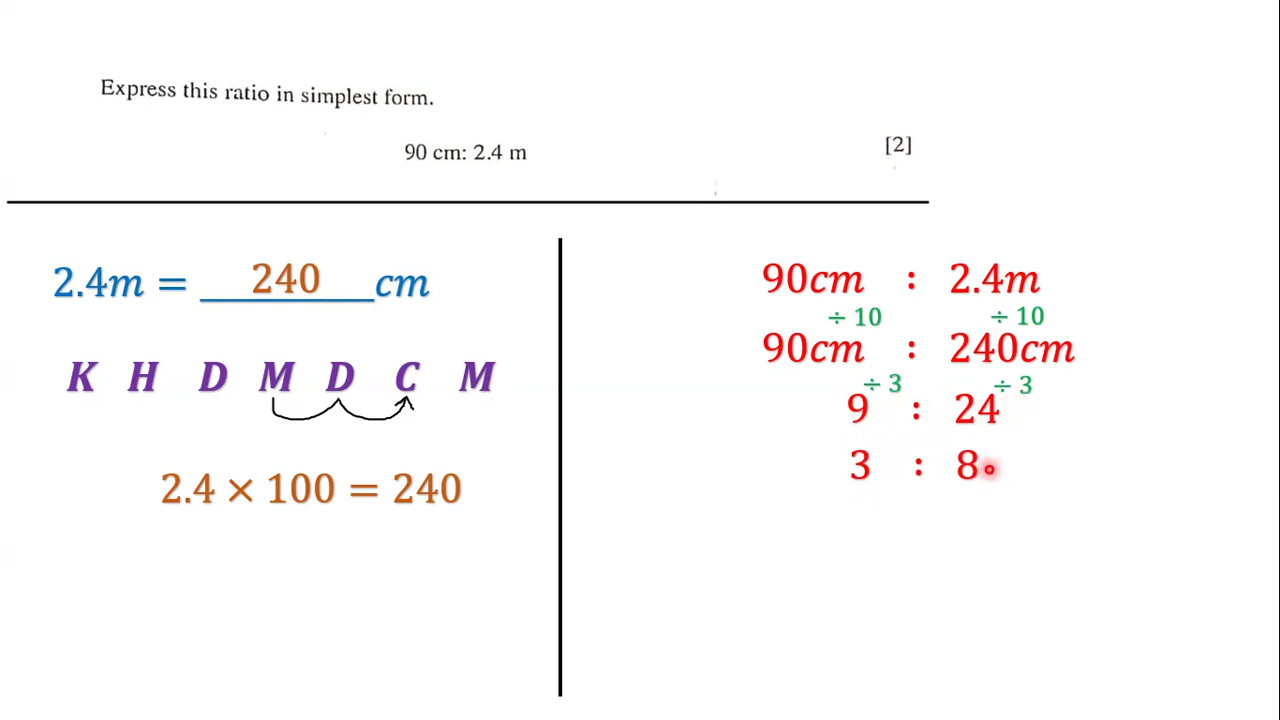 Express this ratio in simplest form.
90 cm: 2.4 m [2]
2.4m = 240 cm
K H D M D C M
2.4 × 100 = 240
90cm : 2.4m
÷ 10 ÷ 10
90cm : 240cm
÷ 3 ÷ 3
9 : 24
3 : 8